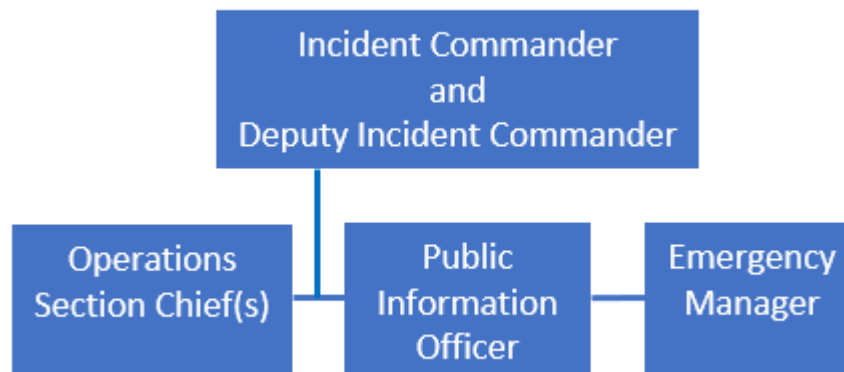 Incident Commander
and
Deputy Incident Commander
Operations
Section Chief(s)
Public
Information
Officer
Emergency
Manager